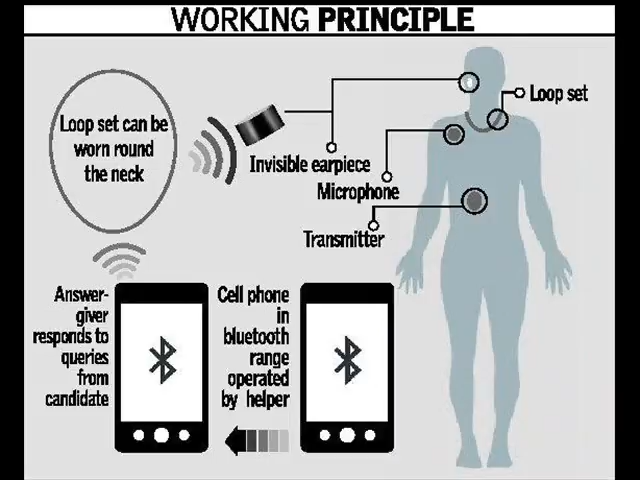 WORKING PRINCIPLE
Loop set can be
worn round
the neck
Invisible earpiece
Microphone
Transmitter
Loop set
Answer-
giver
responds to
queries
from
candidate
Cell phone
in
bluetooth
range
operated
by helper